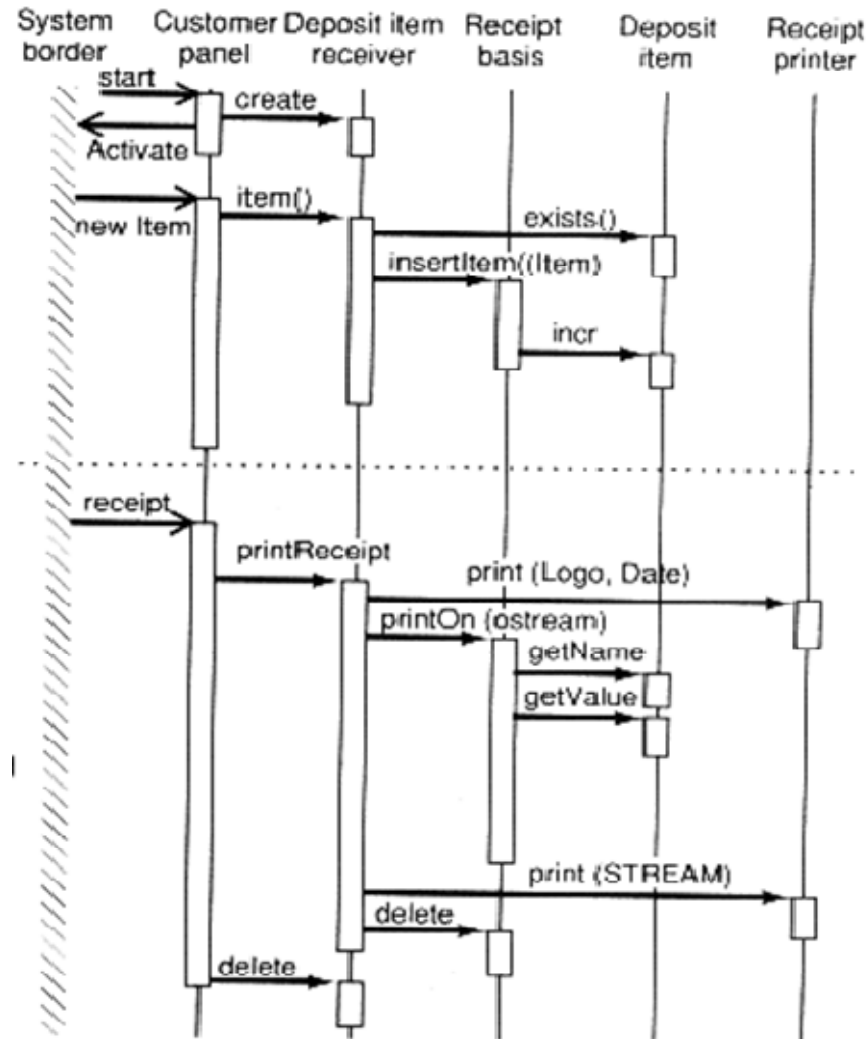 System Customer Deposit item Receipt Deposit Receipt
border panel receiver basis item printer
start
create
Activate
item()
new Item
exists()
insertItem((Item)
incr
receipt
printReceipt
print (Logo, Date)
printOn (ostream)
getName
getValue
print (STREAM)
delete
delete